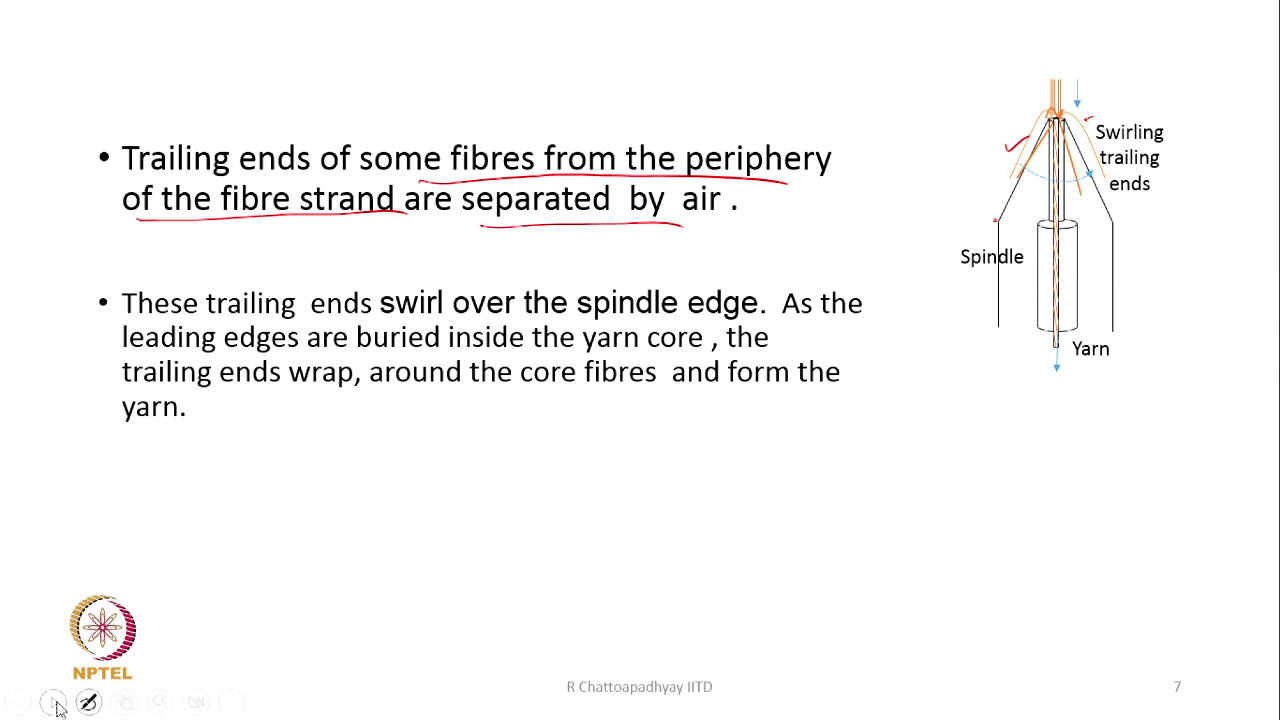 • Trailing ends of some fibres from the periphery
of the fibre strand are separated by air .
• These trailing ends swirl over the spindle edge. As the
leading edges are buried inside the yarn core , the
trailing ends wrap, around the core fibres and form the
yarn.
Swirling
trailing
ends
Spindle
Yarn
NPTEL
R Chattoapadhyay IITD
7